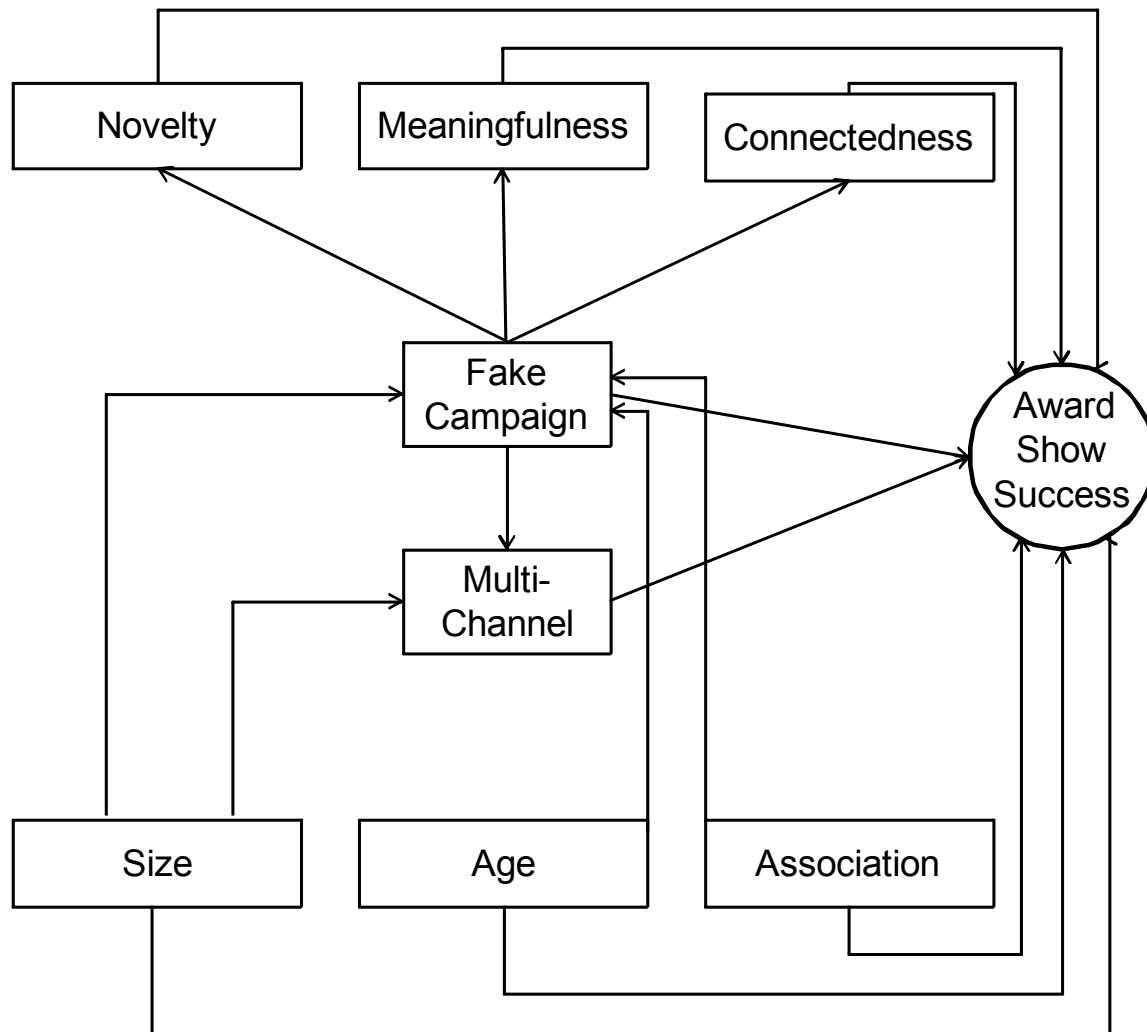 Novelty
Meaningfulness
Connectedness
Fake
Campaign
Award
Show
Success
Multi-
Channel
Size
Age
Association